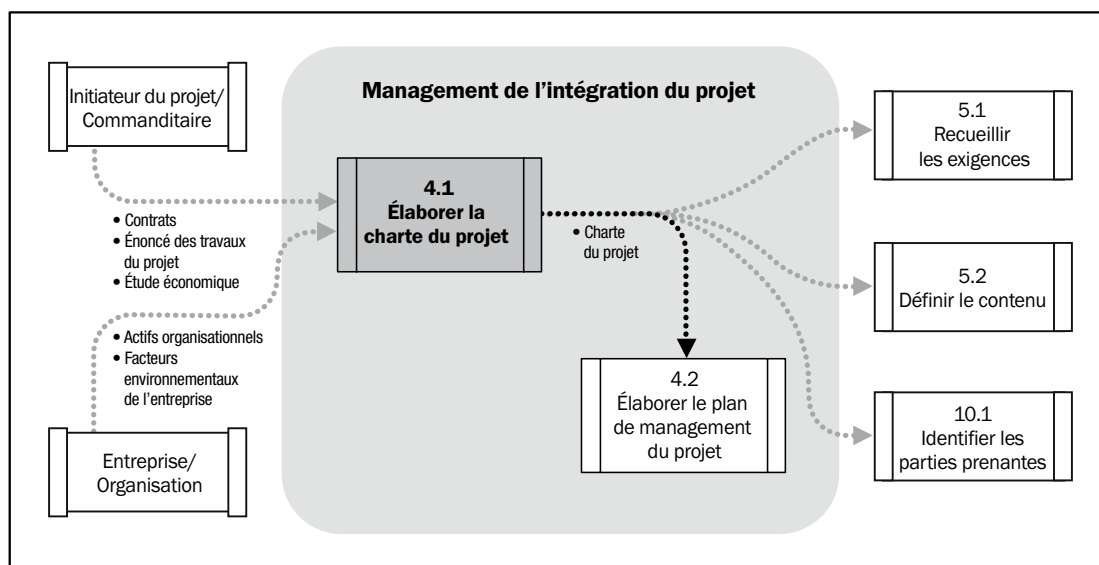 Management de l'intégration du projet
Initiateur du projet/
Commanditaire
• Contrats
• Énoncé des travaux
du projet
• Étude économique
• Actifs organisationnels
• Facteurs
environnementaux
de l'entreprise
Entreprise/
Organisation
4.1
Élaborer la
charte du projet
• Charte
du projet
4.2
Élaborer le plan
de management
du projet
5.1
Recueillir
les exigences
5.2
Définir le contenu
10.1
Identifier les
parties prenantes